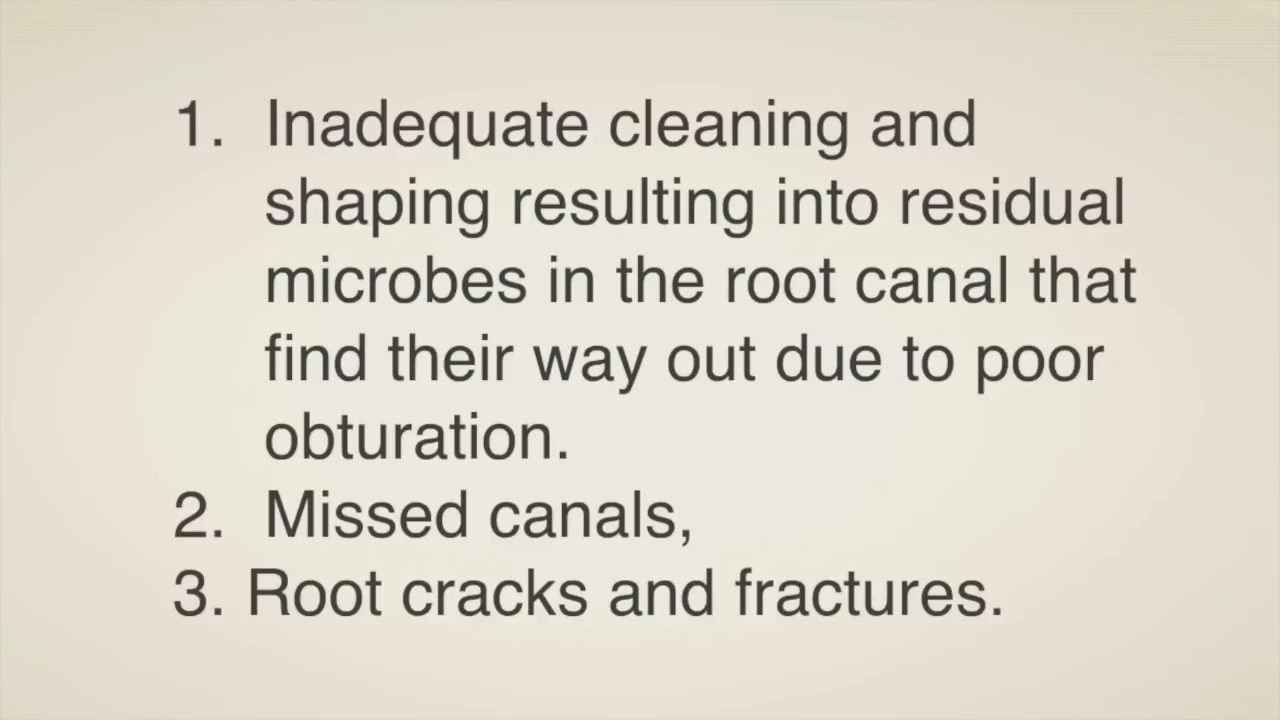 1. Inadequate cleaning and
shaping resulting into residual
microbes in the root canal that
find their way out due to poor
obturation.
2. Missed canals,
3. Root cracks and fractures.